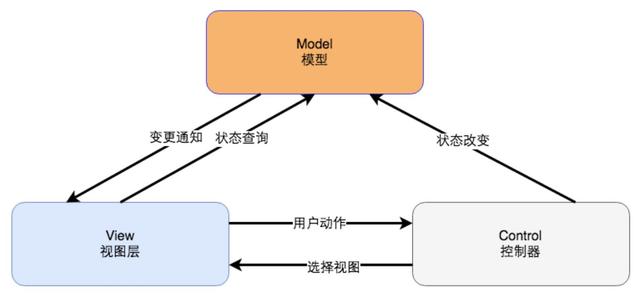 Model
模型
变更通知
状态查询
状态改变
View
视图层
用户动作
选择视图
Control
控制器